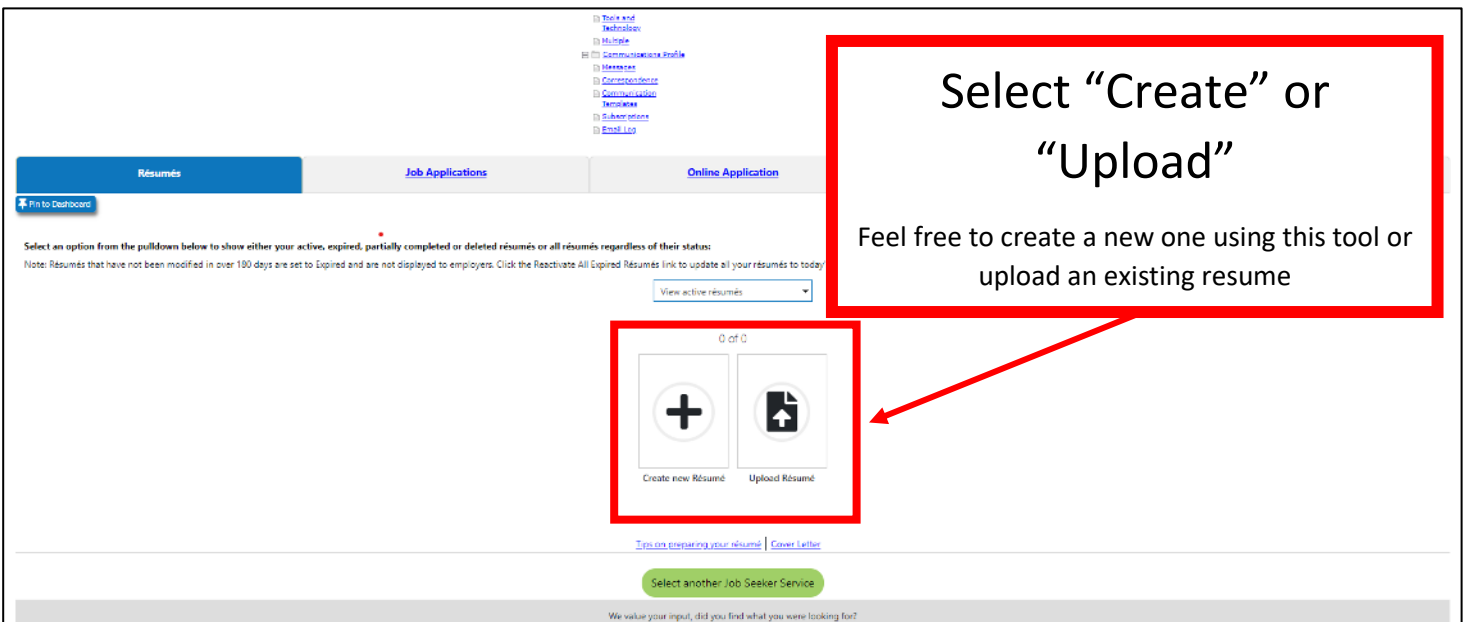 Tools and
Technology
Multiple
Communications Profile
Messages
Correspondence
Communication
Templates
Subscriptions
Email Log
Select “Create” or
“Upload”
Feel free to create a new one using this tool or
upload an existing resume
Résumés
Job Applications
Online Application
Pin to Dashboard
*
Select an option from the pulldown below to show either your active, expired, partially completed or deleted résumés or all résumés regardless of their status:
Note: Résumés that have not been modified in over 180 days are set to Expired and are not displayed to employers. Click the Reactivate All Expired Résumés link to update all your résumés to today'
View active résumés
0 of 0
Create new Résumé
Upload Résumé
Tips on preparing your résumé | Cover Letter
Select another Job Seeker Service
We value your input, did you find what you were looking for?